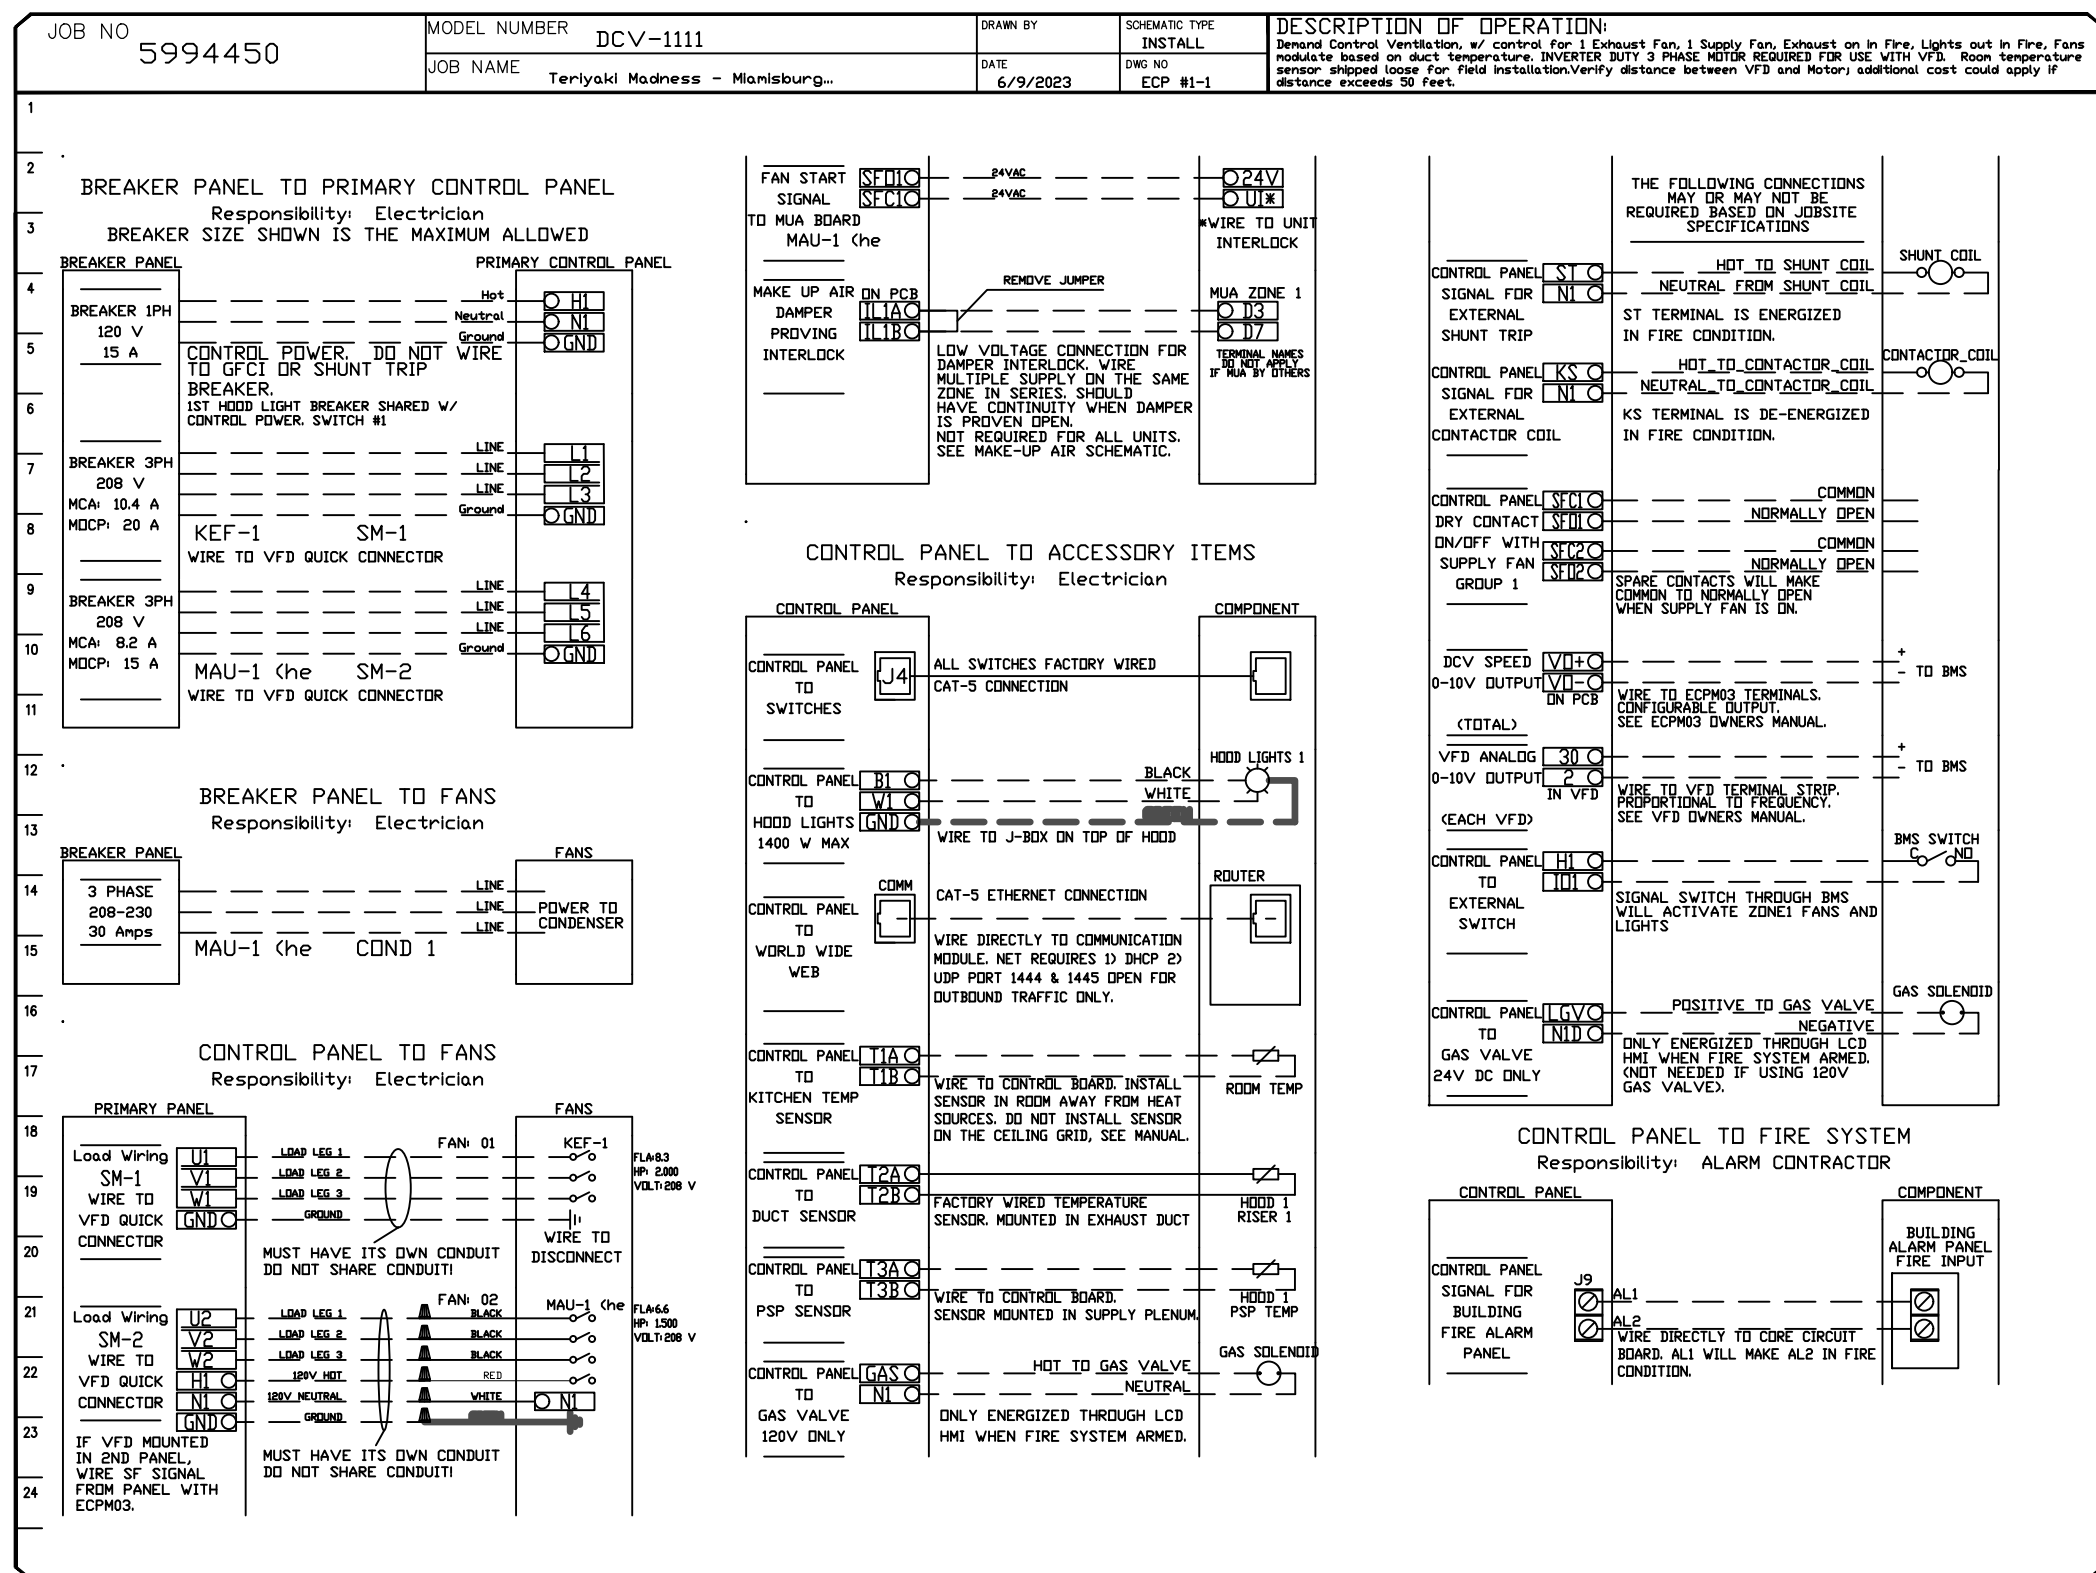 JOB NO
5994450
MODEL NUMBER DCV-1111
JOB NAME Teriyaki Madness - Miamisburg...
DRAWN BY
DATE
6/9/2023
SCHEMATIC TYPE
INSTALL
DWG NO
ECP #1-1
DESCRIPTION OF OPERATION:
Demand Control Ventilation, w/ control for 1 Exhaust Fan, 1 Supply Fan, Exhaust on in Fire, Lights out in Fire, Fans
modulate based on duct temperature. INVERTER DUTY 3 PHASE MOTOR REQUIRED FOR USE WITH VFD. Room temperature
sensor shipped loose for field installation.Verify distance between VFD and Motor; additional cost could apply if
distance exceeds 50 feet.
1
2
3
4
5
6
7
8
9
10
11
12
13
14
15
16
17
18
19
20
21
22
23
24
BREAKER PANEL TO PRIMARY CONTROL PANEL
Responsibility: Electrician
BREAKER SIZE SHOWN IS THE MAXIMUM ALLOWED
BREAKER PANEL
PRIMARY CONTROL PANEL
BREAKER 1PH
120 V
15 A
Hot H1
Neutral N1
Ground GND
CONTROL POWER. DO NOT WIRE
TO GFCI OR SHUNT TRIP
BREAKER.
1ST HOOD LIGHT BREAKER SHARED W/
CONTROL POWER. SWITCH #1
BREAKER 3PH
208 V
MCA: 10.4 A
MOCP: 20 A
LINE L1
LINE L2
LINE L3
Ground GND
KEF-1 SM-1
WIRE TO VFD QUICK CONNECTOR
BREAKER 3PH
208 V
MCA: 8.2 A
MOCP: 15 A
LINE L4
LINE L5
LINE L6
Ground GND
MAU-1 (he SM-2
WIRE TO VFD QUICK CONNECTOR
BREAKER PANEL TO FANS
Responsibility: Electrician
BREAKER PANEL
FANS
3 PHASE
208-230
30 Amps
LINE
LINE
LINE
POWER TO
CONDENSER
MAU-1 (he COND 1
CONTROL PANEL TO FANS
Responsibility: Electrician
PRIMARY PANEL
FANS
Load Wiring
SM-1
WIRE TO
VFD QUICK
CONNECTOR
U1
V1
W1
GND
LOAD LEG 1
LOAD LEG 2
LOAD LEG 3
GROUND
FAN: 01
KEF-1
FLA:8.3
HP: 2.000
VOLT:208 V
WIRE TO
DISCONNECT
MUST HAVE ITS OWN CONDUIT
DO NOT SHARE CONDUIT!
Load Wiring
SM-2
WIRE TO
VFD QUICK
CONNECTOR
U2
V2
W2
H1
N1
GND
LOAD LEG 1
LOAD LEG 2
LOAD LEG 3
120V HOT
120V NEUTRAL
GROUND
FAN: 02
BLACK
BLACK
BLACK
RED
WHITE
MAU-1 (he
N1
FLA:6.6
HP: 1.500
VOLT:208 V
IF VFD MOUNTED
IN 2ND PANEL,
WIRE SF SIGNAL
FROM PANEL WITH
ECPM03.
MUST HAVE ITS OWN CONDUIT
DO NOT SHARE CONDUIT!
FAN START
SIGNAL
TO MUA BOARD
MAU-1 (he
SFO1
SFC1
24VAC
24VAC
24V
UI*
*WIRE TO UNIT
INTERLOCK
MAKE UP AIR
DAMPER
PROVING
INTERLOCK
ON PCB
IL1A
IL1B
REMOVE JUMPER
MUA ZONE 1
D3
D7
TERMINAL NAMES
DO NOT APPLY
IF MUA BY OTHERS
LOW VOLTAGE CONNECTION FOR
DAMPER INTERLOCK. WIRE
MULTIPLE SUPPLY ON THE SAME
ZONE IN SERIES. SHOULD
HAVE CONTINUITY WHEN DAMPER
IS PROVEN OPEN.
NOT REQUIRED FOR ALL UNITS.
SEE MAKE-UP AIR SCHEMATIC.
CONTROL PANEL TO ACCESSORY ITEMS
Responsibility: Electrician
CONTROL PANEL
COMPONENT
CONTROL PANEL
TO
SWITCHES
J4
ALL SWITCHES FACTORY WIRED
CAT-5 CONNECTION
CONTROL PANEL
TO
HOOD LIGHTS
1400 W MAX
B1
W1
GND
BLACK
WHITE
HOOD LIGHTS 1
WIRE TO J-BOX ON TOP OF HOOD
CONTROL PANEL
TO
WORLD WIDE
WEB
COMM
CAT-5 ETHERNET CONNECTION
ROUTER
WIRE DIRECTLY TO COMMUNICATION
MODULE. NET REQUIRES 1) DHCP 2)
UDP PORT 1444 & 1445 OPEN FOR
OUTBOUND TRAFFIC ONLY.
CONTROL PANEL
TO
KITCHEN TEMP
SENSOR
T1A
T1B
ROOM TEMP
WIRE TO CONTROL BOARD. INSTALL
SENSOR IN ROOM AWAY FROM HEAT
SOURCES. DO NOT INSTALL SENSOR
ON THE CEILING GRID, SEE MANUAL.
CONTROL PANEL
TO
DUCT SENSOR
T2A
T2B
FACTORY WIRED TEMPERATURE
SENSOR. MOUNTED IN EXHAUST DUCT
HOOD 1
RISER 1
CONTROL PANEL
TO
PSP SENSOR
T3A
T3B
WIRE TO CONTROL BOARD.
SENSOR MOUNTED IN SUPPLY PLENUM.
HOOD 1
PSP TEMP
CONTROL PANEL
TO
GAS VALVE
120V ONLY
GAS
N1
HOT TO GAS VALVE
NEUTRAL
GAS SOLENOID
ONLY ENERGIZED THROUGH LCD
HMI WHEN FIRE SYSTEM ARMED.
THE FOLLOWING CONNECTIONS
MAY OR MAY NOT BE
REQUIRED BASED ON JOBSITE
SPECIFICATIONS
CONTROL PANEL
SIGNAL FOR
EXTERNAL
SHUNT TRIP
ST
N1
HOT TO SHUNT COIL
NEUTRAL FROM SHUNT COIL
SHUNT COIL
ST TERMINAL IS ENERGIZED
IN FIRE CONDITION.
CONTROL PANEL
SIGNAL FOR
EXTERNAL
CONTACTOR COIL
KS
N1
HOT_TO_CONTACTOR_COIL
NEUTRAL_TO_CONTACTOR_COIL
CONTACTOR_COIL
KS TERMINAL IS DE-ENERGIZED
IN FIRE CONDITION.
CONTROL PANEL
DRY CONTACT
ON/OFF WITH
SUPPLY FAN
GROUP 1
SFC1
SFO1
SFC2
SFO2
COMMON
NORMALLY OPEN
COMMON
NORMALLY OPEN
SPARE CONTACTS WILL MAKE
COMMON TO NORMALLY OPEN
WHEN SUPPLY FAN IS ON.
DCV SPEED
0-10V OUTPUT
(TOTAL)
VO+
VO-
ON PCB
+
- TO BMS
WIRE TO ECPM03 TERMINALS.
CONFIGURABLE OUTPUT.
SEE ECPM03 OWNERS MANUAL.
VFD ANALOG
0-10V OUTPUT
(EACH VFD)
30
2
IN VFD
+
- TO BMS
WIRE TO VFD TERMINAL STRIP.
PROPORTIONAL TO FREQUENCY.
SEE VFD OWNERS MANUAL.
CONTROL PANEL
TO
EXTERNAL
SWITCH
H1
IO1
BMS SWITCH
C NO
SIGNAL SWITCH THROUGH BMS
WILL ACTIVATE ZONE1 FANS AND
LIGHTS
CONTROL PANEL
TO
GAS VALVE
24V DC ONLY
LGV
N1D
POSITIVE TO GAS VALVE
NEGATIVE
GAS SOLENOID
ONLY ENERGIZED THROUGH LCD
HMI WHEN FIRE SYSTEM ARMED.
(NOT NEEDED IF USING 120V
GAS VALVE).
CONTROL PANEL TO FIRE SYSTEM
Responsibility: ALARM CONTRACTOR
CONTROL PANEL
COMPONENT
CONTROL PANEL
SIGNAL FOR
BUILDING
FIRE ALARM
PANEL
J9
AL1
AL2
BUILDING
ALARM PANEL
FIRE INPUT
WIRE DIRECTLY TO CORE CIRCUIT
BOARD. AL1 WILL MAKE AL2 IN FIRE
CONDITION.